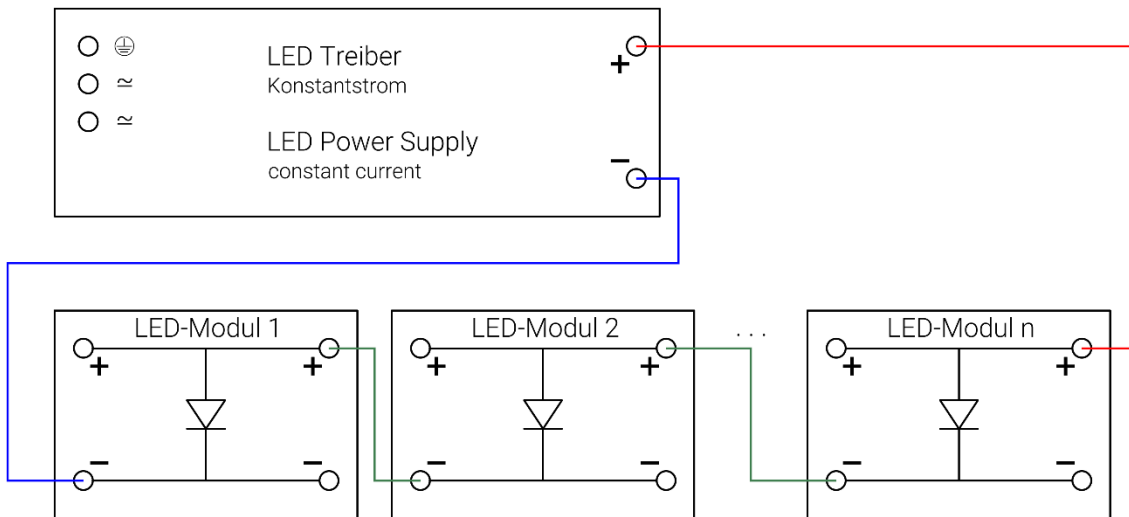 ⏚
≃
≃
LED Treiber
Konstantstrom
LED Power Supply
constant current
+
−
LED-Modul 1
+ +
− −
LED-Modul 2
+ +
− −
. . .
LED-Modul n
+ +
− −